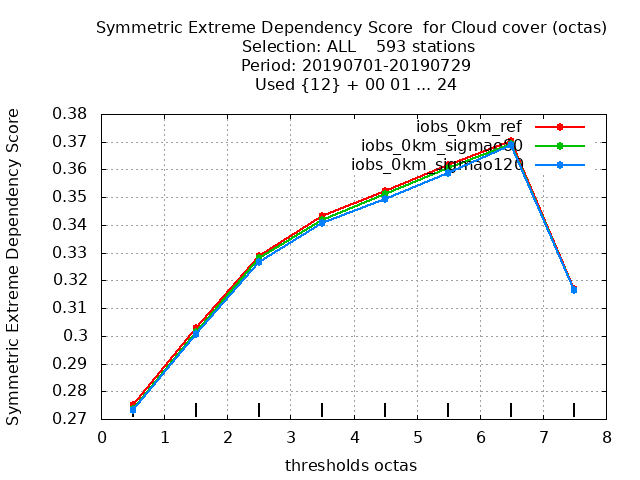 Symmetric Extreme Dependency Score  for Cloud cover (octas)
Selection: ALL    593 stations
Period: 20190701-20190729
Used {12} + 00 01 ... 24
Symmetric Extreme Dependency Score
0.38
0.37
0.36
0.35
0.34
0.33
0.32
0.31
0.3
0.29
0.28
0.27
iobs_0km_ref
iobs_0km_sigmao80
iobs_0km_sigmao120
0 1 2 3 4 5 6 7 8
thresholds octas